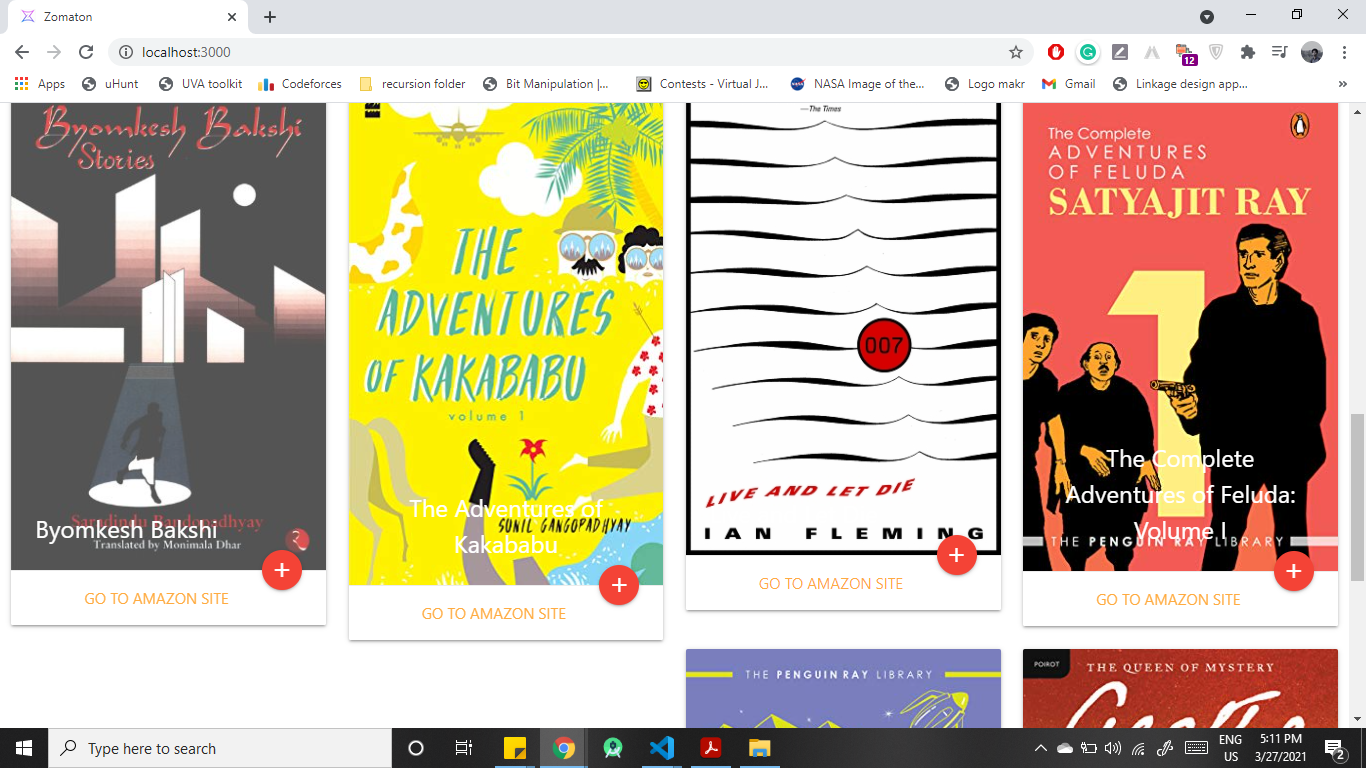 Zomaton
localhost:3000
12
Apps
uHunt
UVA toolkit
Codeforces
recursion folder
Bit Manipulation |...
Contests - Virtual J...
NASA Image of the...
Logo makr
Gmail
Linkage design app...
»
Byomkesh Bakshi
Stories
Saradindu Bandopadhyay
Translated by Monimala Dhar
Byomkesh Bakshi
GO TO AMAZON SITE
THE
ADVENTURES
OF KAKABABU
volume 1
SUNIL GANGOPADHYAY
The Adventures of
Kakababu
GO TO AMAZON SITE
—The Times
007
LIVE AND LET DIE
IAN FLEMING
GO TO AMAZON SITE
The Complete
ADVENTURES
OF FELUDA
SATYAJIT RAY
1
THE PENGUIN RAY LIBRARY
The Complete
Adventures of Feluda:
Volume I
GO TO AMAZON SITE
THE PENGUIN RAY LIBRARY
POIROT
THE QUEEN OF MYSTERY
Type here to search
ENG
US
5:11 PM
3/27/2021
2